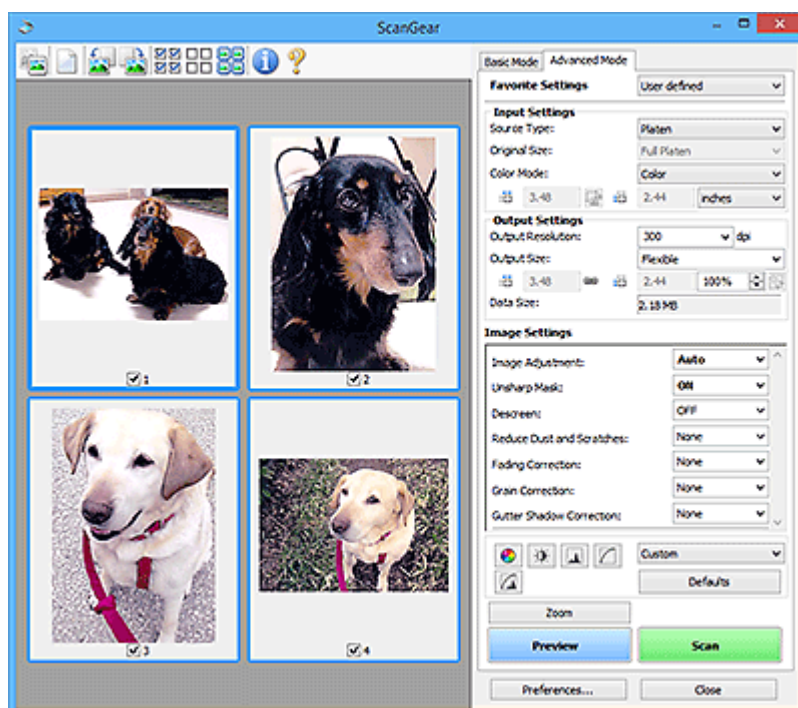 ScanGear
Basic Mode Advanced Mode
Favorite Settings User defined
Input Settings
Source Type: Platen
Original Size: Full Platen
Color Mode: Color
3.48 2.44 inches
Output Settings
Output Resolution: 300 dpi
Output Size: Flexible
3.48 2.44 100%
Data Size: 2.18 MB
Image Settings
Image Adjustment: Auto
Unsharp Mask: ON
Descreen: OFF
Reduce Dust and Scratches: None
Fading Correction: None
Grain Correction: None
Gutter Shadow Correction: None
Custom
Defaults
Zoom
Preview Scan
Preferences... Close
1
2
3
4